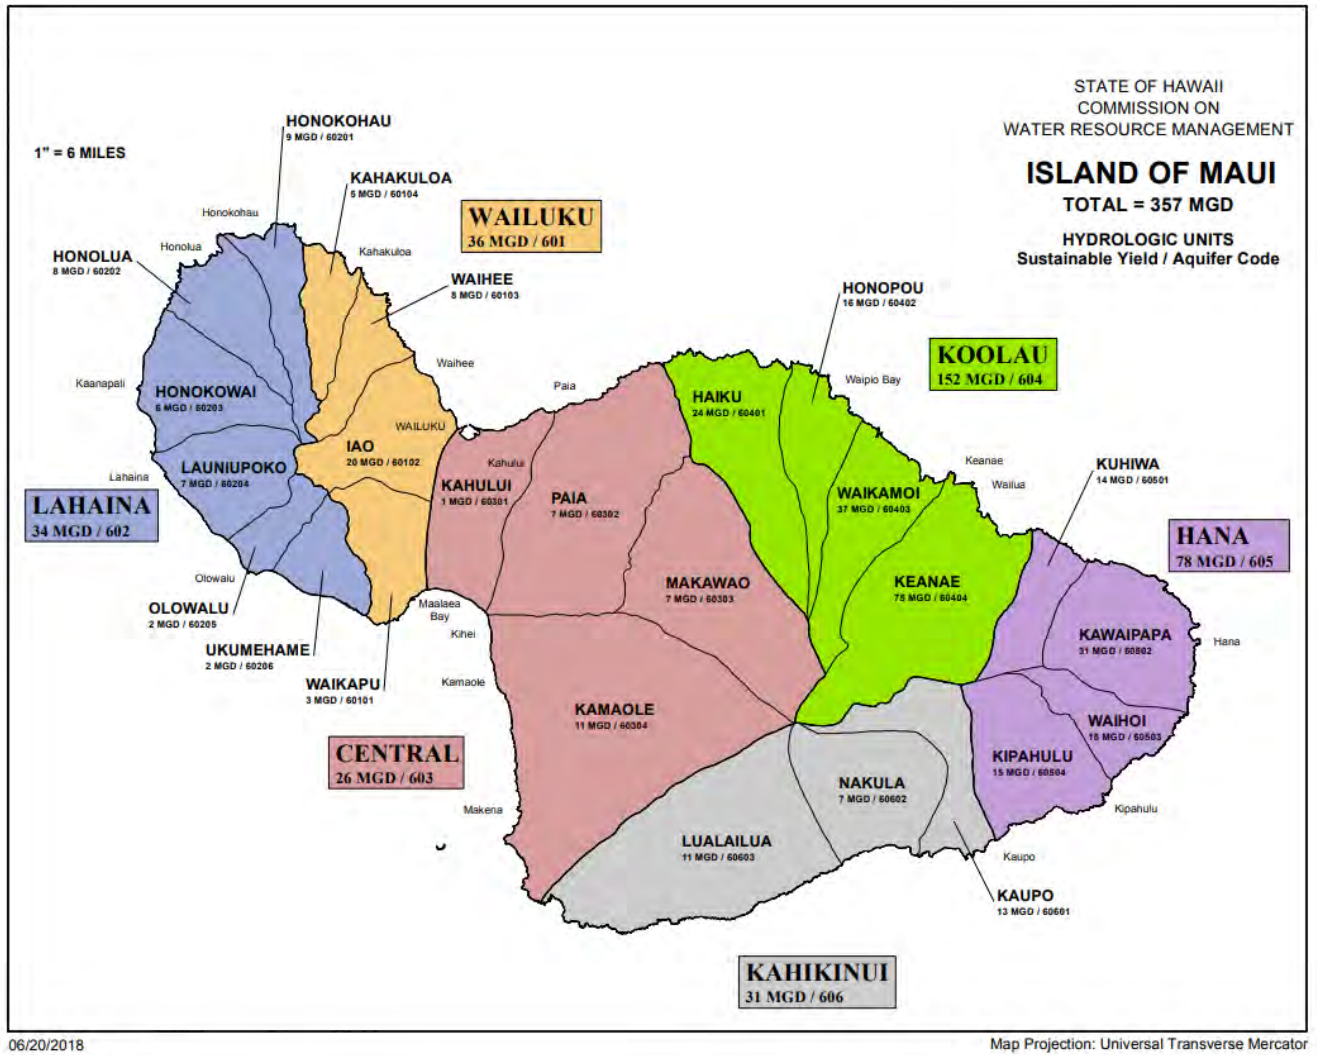 STATE OF HAWAII
COMMISSION ON
WATER RESOURCE MANAGEMENT
ISLAND OF MAUI
TOTAL = 357 MGD
HYDROLOGIC UNITS
Sustainable Yield / Aquifer Code
1" = 6 MILES
HONOKOHAU
9 MGD / 60201
KAHAKULOA
5 MGD / 60104
WAILUKU
36 MGD / 601
Honokohau
Honolua
Kahakuloa
HONOLUA
8 MGD / 60202
WAIHEE
8 MGD / 60103
HONOPOU
16 MGD / 60402
KOOLAU
152 MGD / 604
Waihee
Kaanapali
Paia
Waipio Bay
HONOKOWAI
6 MGD / 60203
HAIKU
24 MGD / 60401
WAILUKU
IAO
20 MGD / 60102
Kahului
Keanae
Wailua
KUHIWA
14 MGD / 60501
Lahaina
LAUNIUPOKO
7 MGD / 60204
KAHULUI
1 MGD / 60301
PAIA
7 MGD / 60302
WAIKAMOI
37 MGD / 60403
LAHAINA
34 MGD / 602
HANA
78 MGD / 605
Olowalu
MAKAWAO
7 MGD / 60303
KEANAE
75 MGD / 60404
OLOWALU
2 MGD / 60205
Maalaea
Bay
Kihei
KAWAIPAPA
31 MGD / 60502
Hana
UKUMEHAME
2 MGD / 60206
WAIKAPU
3 MGD / 60101
Kamaole
KAMAOLE
11 MGD / 60304
WAIHOI
18 MGD / 60503
CENTRAL
26 MGD / 603
KIPAHULU
15 MGD / 60504
NAKULA
7 MGD / 60602
Makena
Kipahulu
LUALAILUA
11 MGD / 60603
Kaupo
KAUPO
13 MGD / 60601
KAHIKINUI
31 MGD / 606
06/20/2018
Map Projection: Universal Transverse Mercator